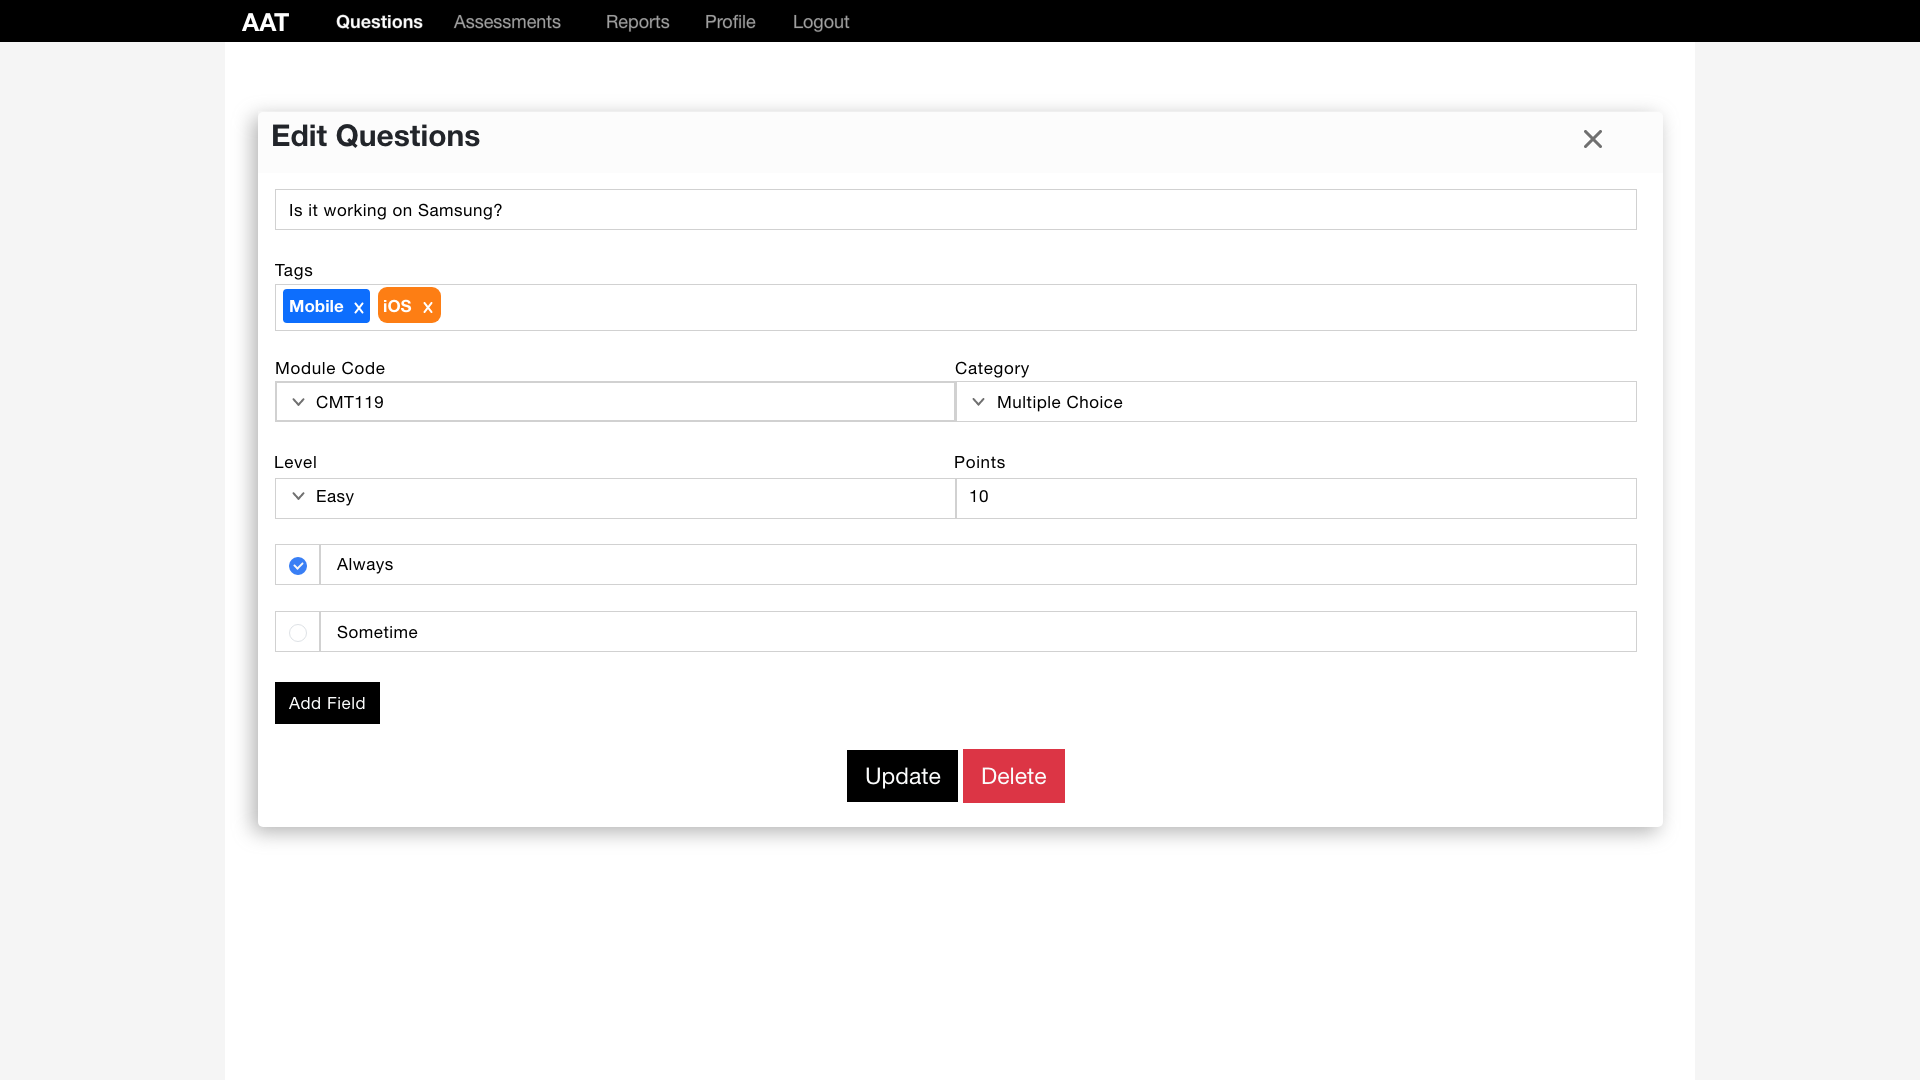 AAT Questions Assessments Reports Profile Logout
Edit Questions
Is it working on Samsung?
Tags
Mobile x iOS x
Module Code Category
CMT119 Multiple Choice
Level Points
Easy 10
Always
Sometime
Add Field
Update Delete